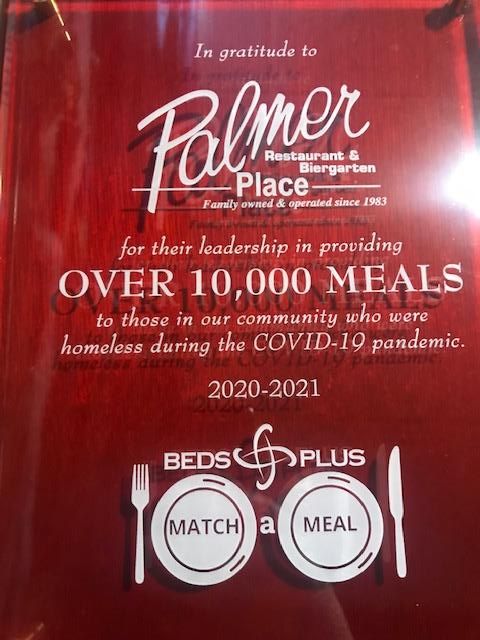 In gratitude to
Palmer
Restaurant &
Biergarten
Place
Family owned & operated since 1983
for their leadership in providing
OVER 10,000 MEALS
to those in our community who were
homeless during the COVID-19 pandemic.
2020-2021
BEDS PLUS
MATCH a MEAL